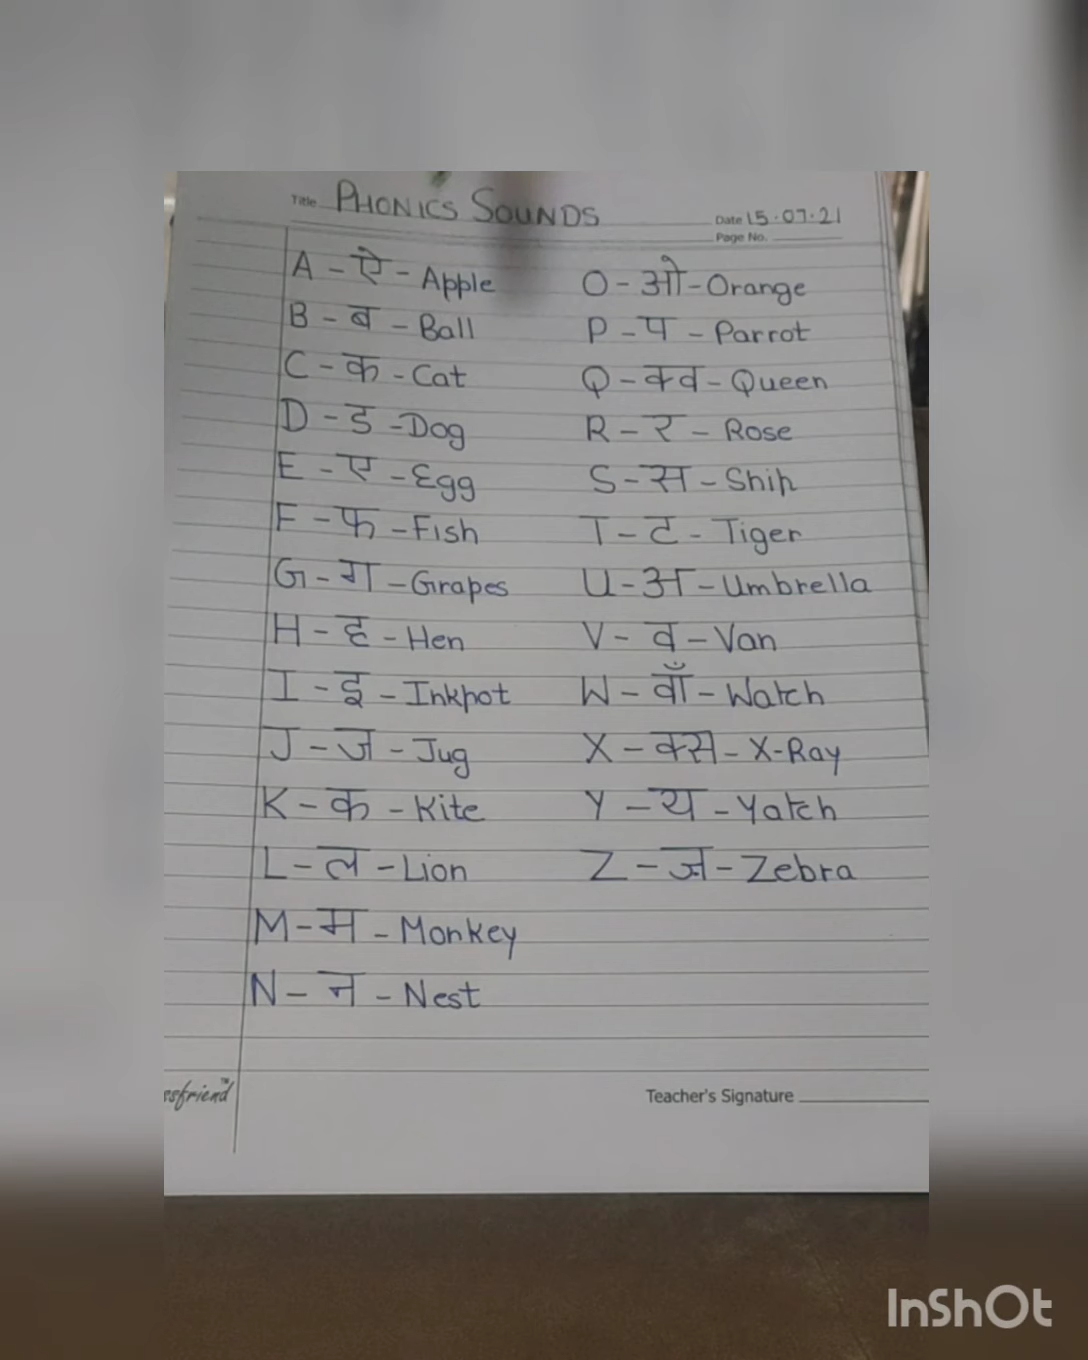 Title PHONICS SOUNDS
Date 15.07.21
Page No.
A - ऐ - Apple
B - ब - Ball
C - क - Cat
D - ड - Dog
E - ए - Egg
F - फ - Fish
G - ग - Grapes
H - ह - Hen
I - इ - Inkpot
J - ज - Jug
K - क - Kite
L - ल - Lion
M - म - Monkey
N - न - Nest
O - ओ - Orange
P - प - Parrot
Q - क्व - Queen
R - र - Rose
S - स - Ship
T - ट - Tiger
U - अ - Umbrella
V - व - Van
W - वॉ - Watch
X - क्स - X-Ray
Y - य - Yatch
Z - ज़ - Zebra
Teacher's Signature
InShOt